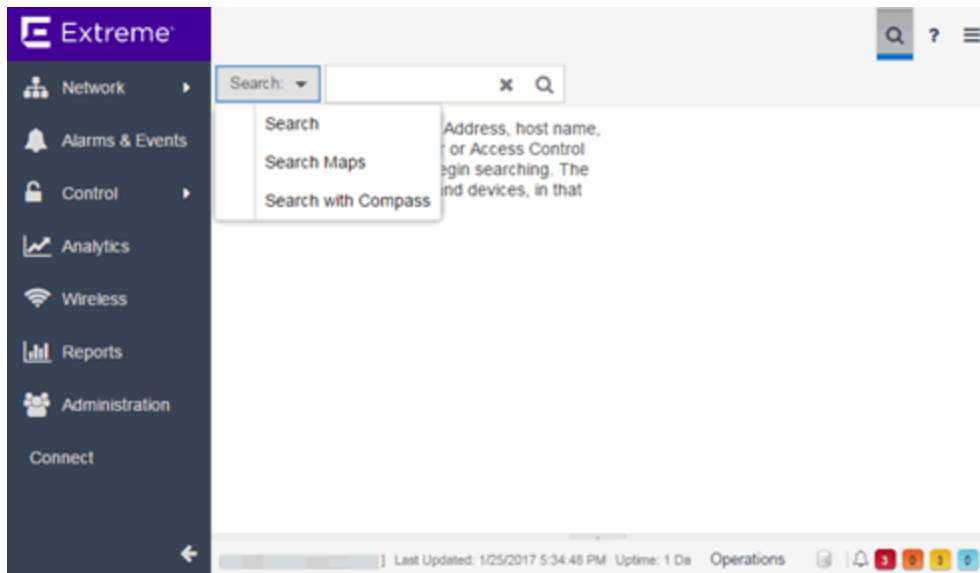 Extreme
Network
Alarms & Events
Control
Analytics
Wireless
Reports
Administration
Connect
?
Search:
Search
Search Maps
Search with Compass
Address, host name,
or Access Control
egin searching. The
nd devices, in that
] Last Updated: 1/25/2017 5:34:48 PM Uptime: 1 Da Operations
3 0 3 0